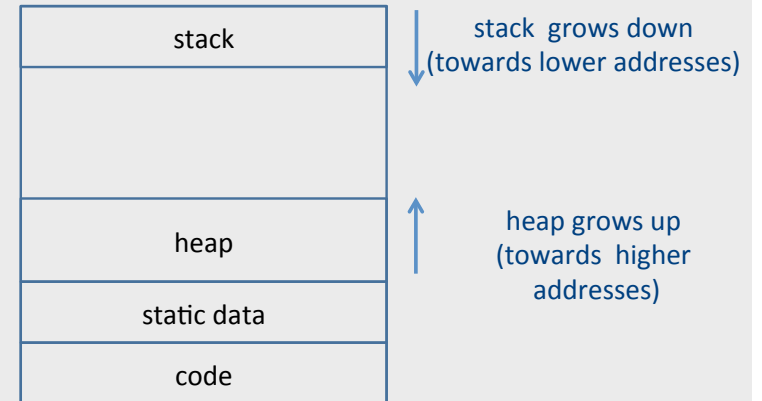 stack
stack grows down
(towards lower addresses)
heap
heap grows up
(towards higher
addresses)
static data
code